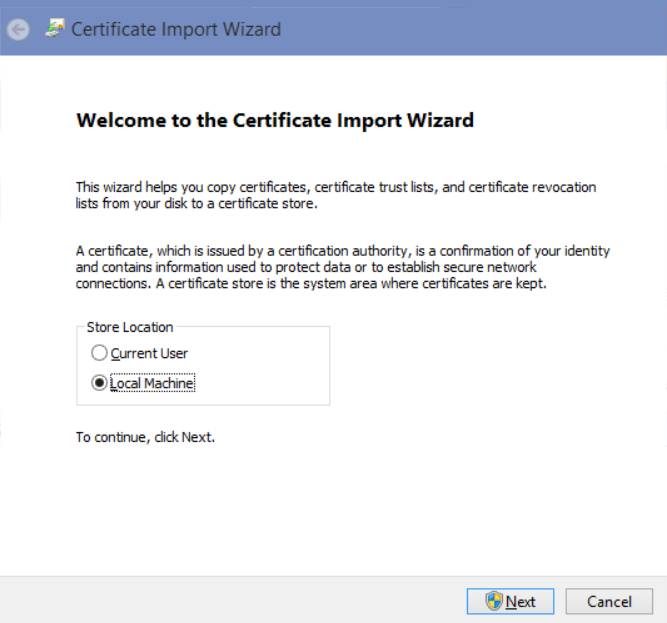 Certificate Import Wizard
Welcome to the Certificate Import Wizard
This wizard helps you copy certificates, certificate trust lists, and certificate revocation
lists from your disk to a certificate store.
A certificate, which is issued by a certification authority, is a confirmation of your identity
and contains information used to protect data or to establish secure network
connections. A certificate store is the system area where certificates are kept.
Store Location
Current User
Local Machine
To continue, click Next.
Next
Cancel